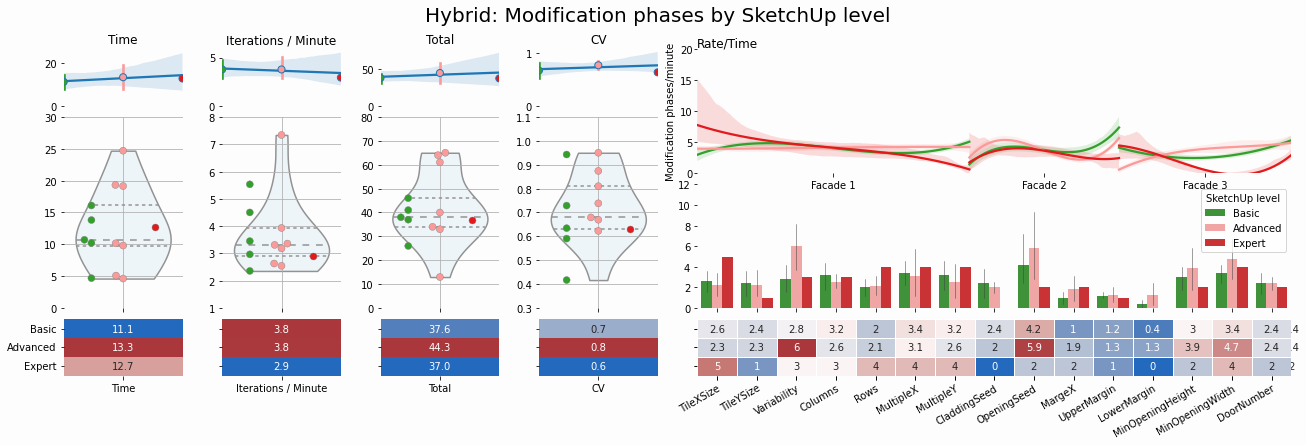 Hybrid: Modification phases by SketchUp level
Time
Iterations / Minute
Total
CV
Rate/Time
20
0
5
0
50
0
1
0
Modification phases/minute
20
15
10
5
0
Facade 1
Facade 2
Facade 3
30
25
20
15
10
5
0
8
7
6
5
4
3
2
1
80
70
60
50
40
30
20
10
0
1.1
1.0
0.9
0.8
0.7
0.6
0.5
0.4
0.3
12
10
8
6
4
2
0
SketchUp level
Basic
Advanced
Expert
Basic 11.1 3.8 37.6 0.7
Advanced 13.3 3.8 44.3 0.8
Expert 12.7 2.9 37.0 0.6
Time Iterations / Minute Total CV
2.6 2.4 2.8 3.2 2 3.4 3.2 2.4 4.2 1 1.2 0.4 3 3.4 2.4 4
2.3 2.3 6 2.6 2.1 3.1 2.6 2 5.9 1.9 1.3 1.3 3.9 4.7 2.4 4
5 1 3 3 4 4 4 0 2 2 1 0 2 4 2 2
TileXSize
TileYSize
Variability
Columns
Rows
MultipleX
MultipleY
CladdingSeed
OpeningSeed
MargeX
UpperMargin
LowerMargin
MinOpeningHeight
MinOpeningWidth
DoorNumber